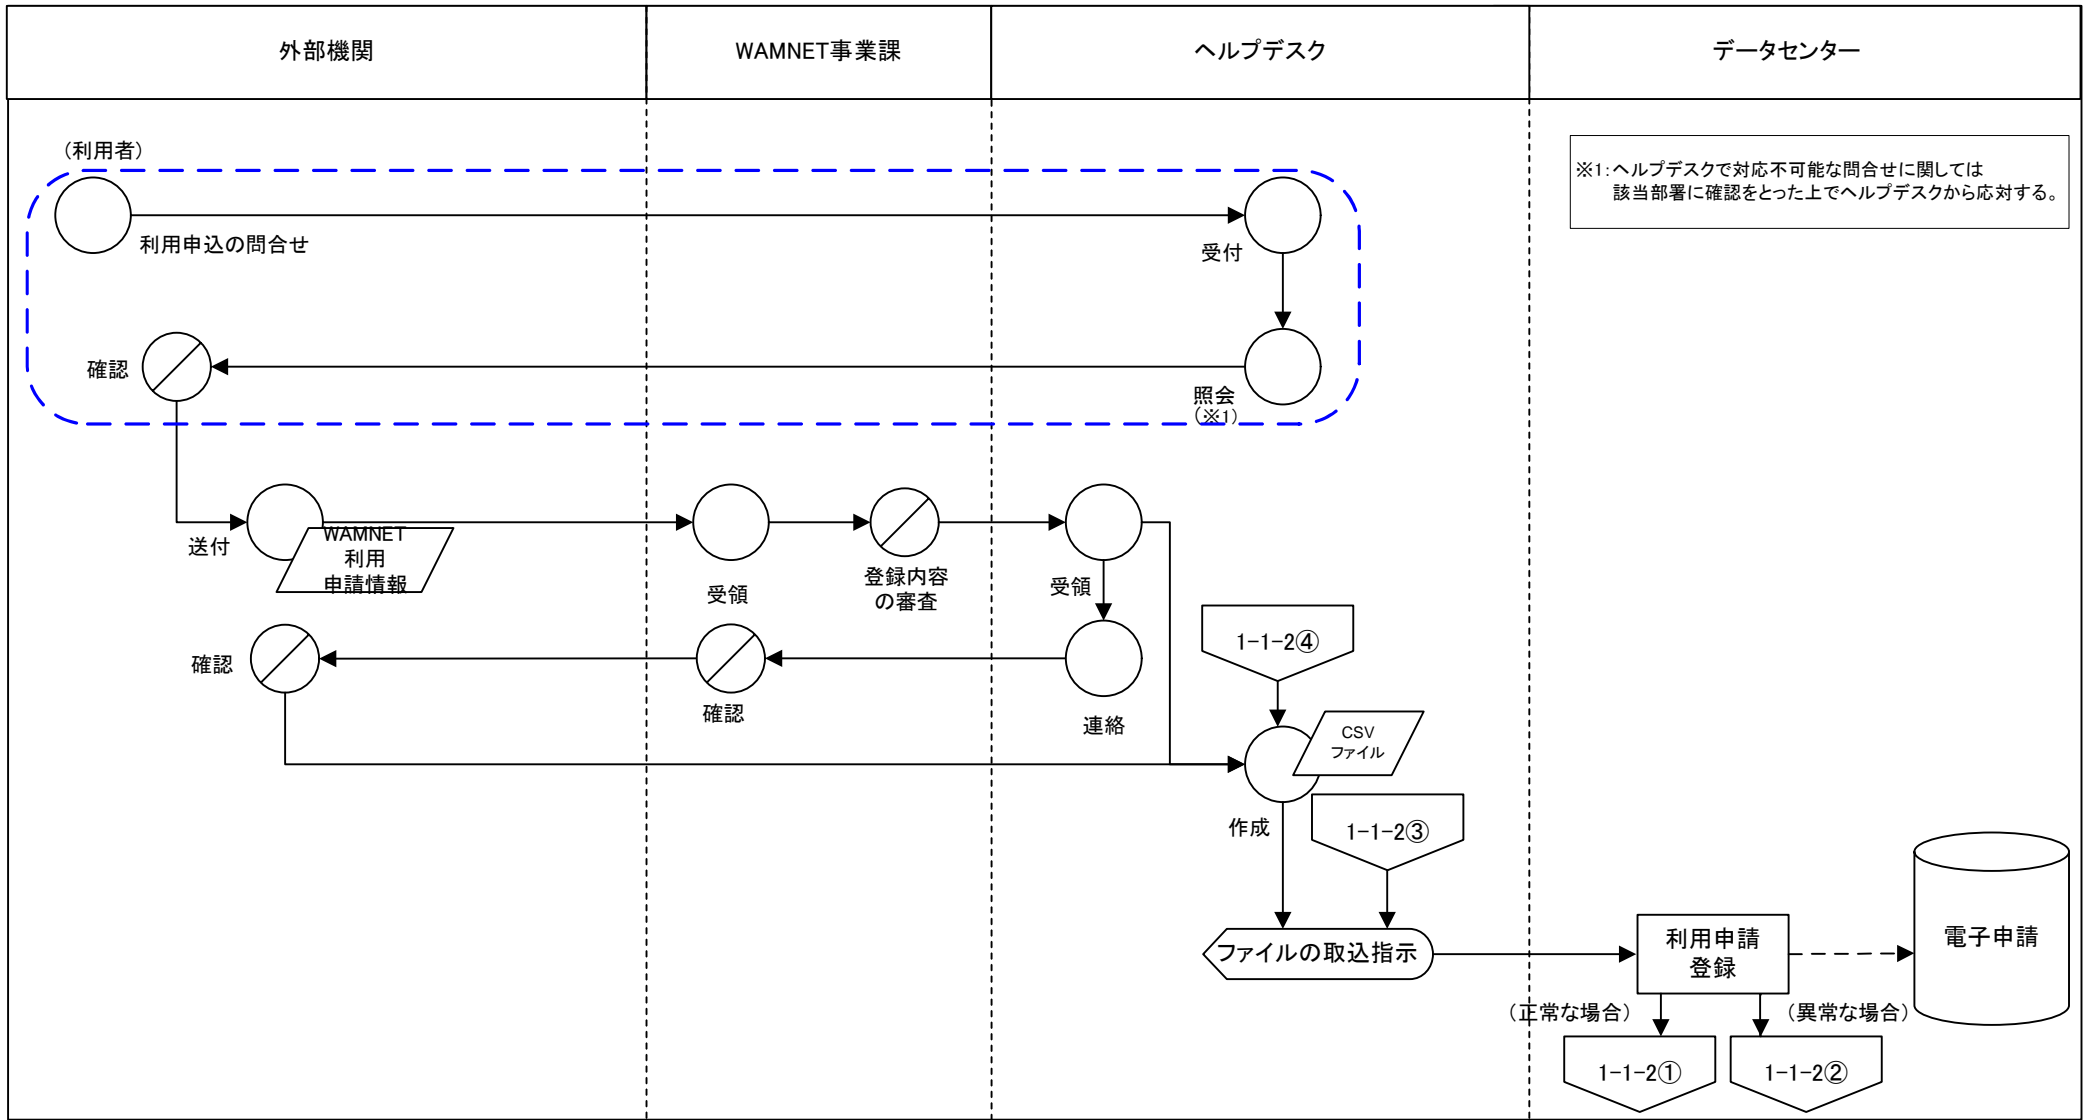 外部機関
WAMNET事業課
ヘルプデスク
データセンター
（利用者）
※1：ヘルプデスクで対応不可能な問合せに関しては
該当部署に確認をとった上でヘルプデスクから応対する。
利用申込の問合せ
受付
確認
照会
（※1）
送付
WAMNET
利用
申請情報
受領
登録内容
の審査
受領
1-1-2④
確認
確認
連絡
CSV
ファイル
作成
1-1-2③
ファイルの取込指示
利用申請
登録
電子申請
（正常な場合）
（異常な場合）
1-1-2①
1-1-2②